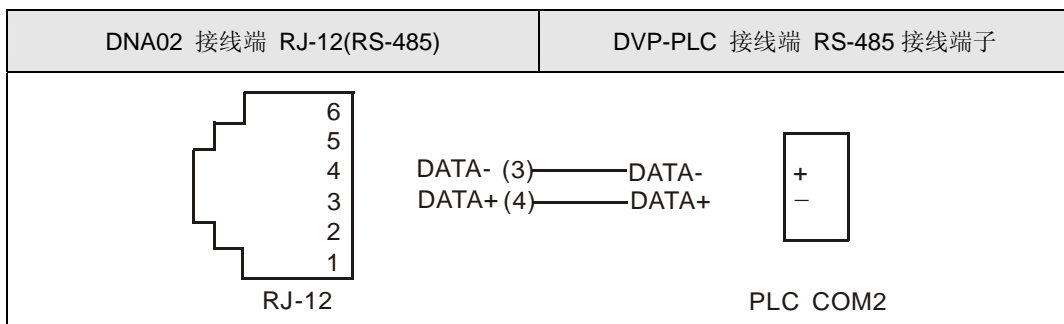 DNA02 接线端 RJ-12(RS-485)
DVP-PLC 接线端 RS-485 接线端子
6
5
4
3
2
1
RJ-12
DATA- (3) DATA-
DATA+ (4) DATA+
+
−
PLC COM2